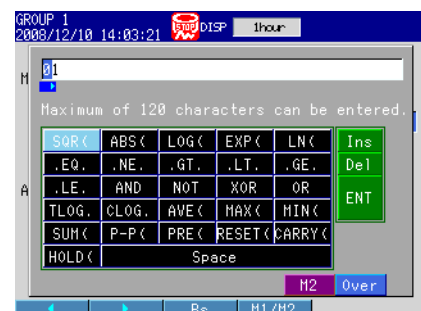 GROUP 1
2008/12/10 14:03:21 STOP DISP 1hour
M
01
Maximum of 120 characters can be entered.
SQR( ABS( LOG( EXP( LN( Ins
.EQ. .NE. .GT. .LT. .GE. Del
A .LE. AND NOT XOR OR ENT
TLOG. CLOG. AVE( MAX( MIN(
SUM( P-P( PRE( RESET( CARRY(
HOLD( Space
M2 Over
Bs M1/M2